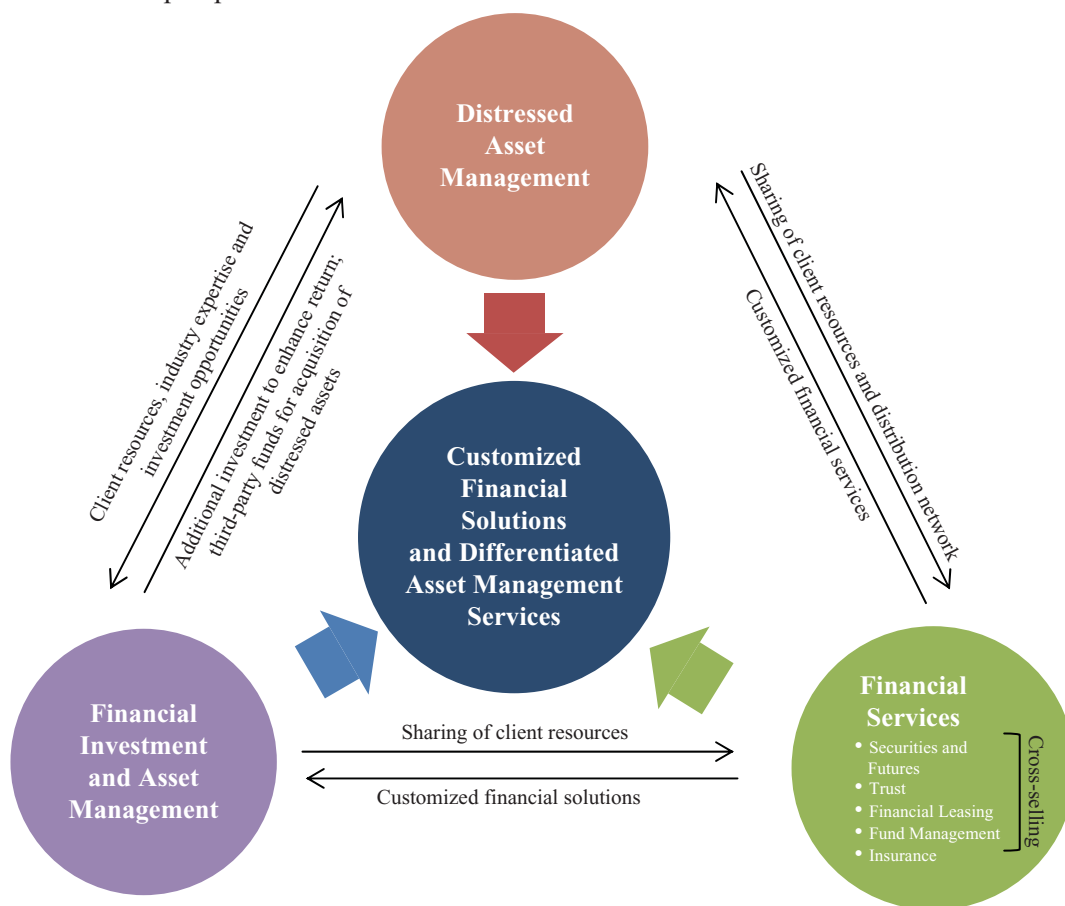 Distressed
Asset
Management
Client resources, industry expertise and
investment opportunities
Additional investment to enhance return;
third-party funds for acquisition of
distressed assets
Sharing of client resources and distribution network
Customized financial services
Customized
Financial
Solutions
and Differentiated
Asset Management
Services
Financial
Investment
and Asset
Management
Sharing of client resources
Customized financial solutions
Financial
Services
• Securities and
Futures
• Trust
• Financial Leasing
• Fund Management
• Insurance
Cross-selling